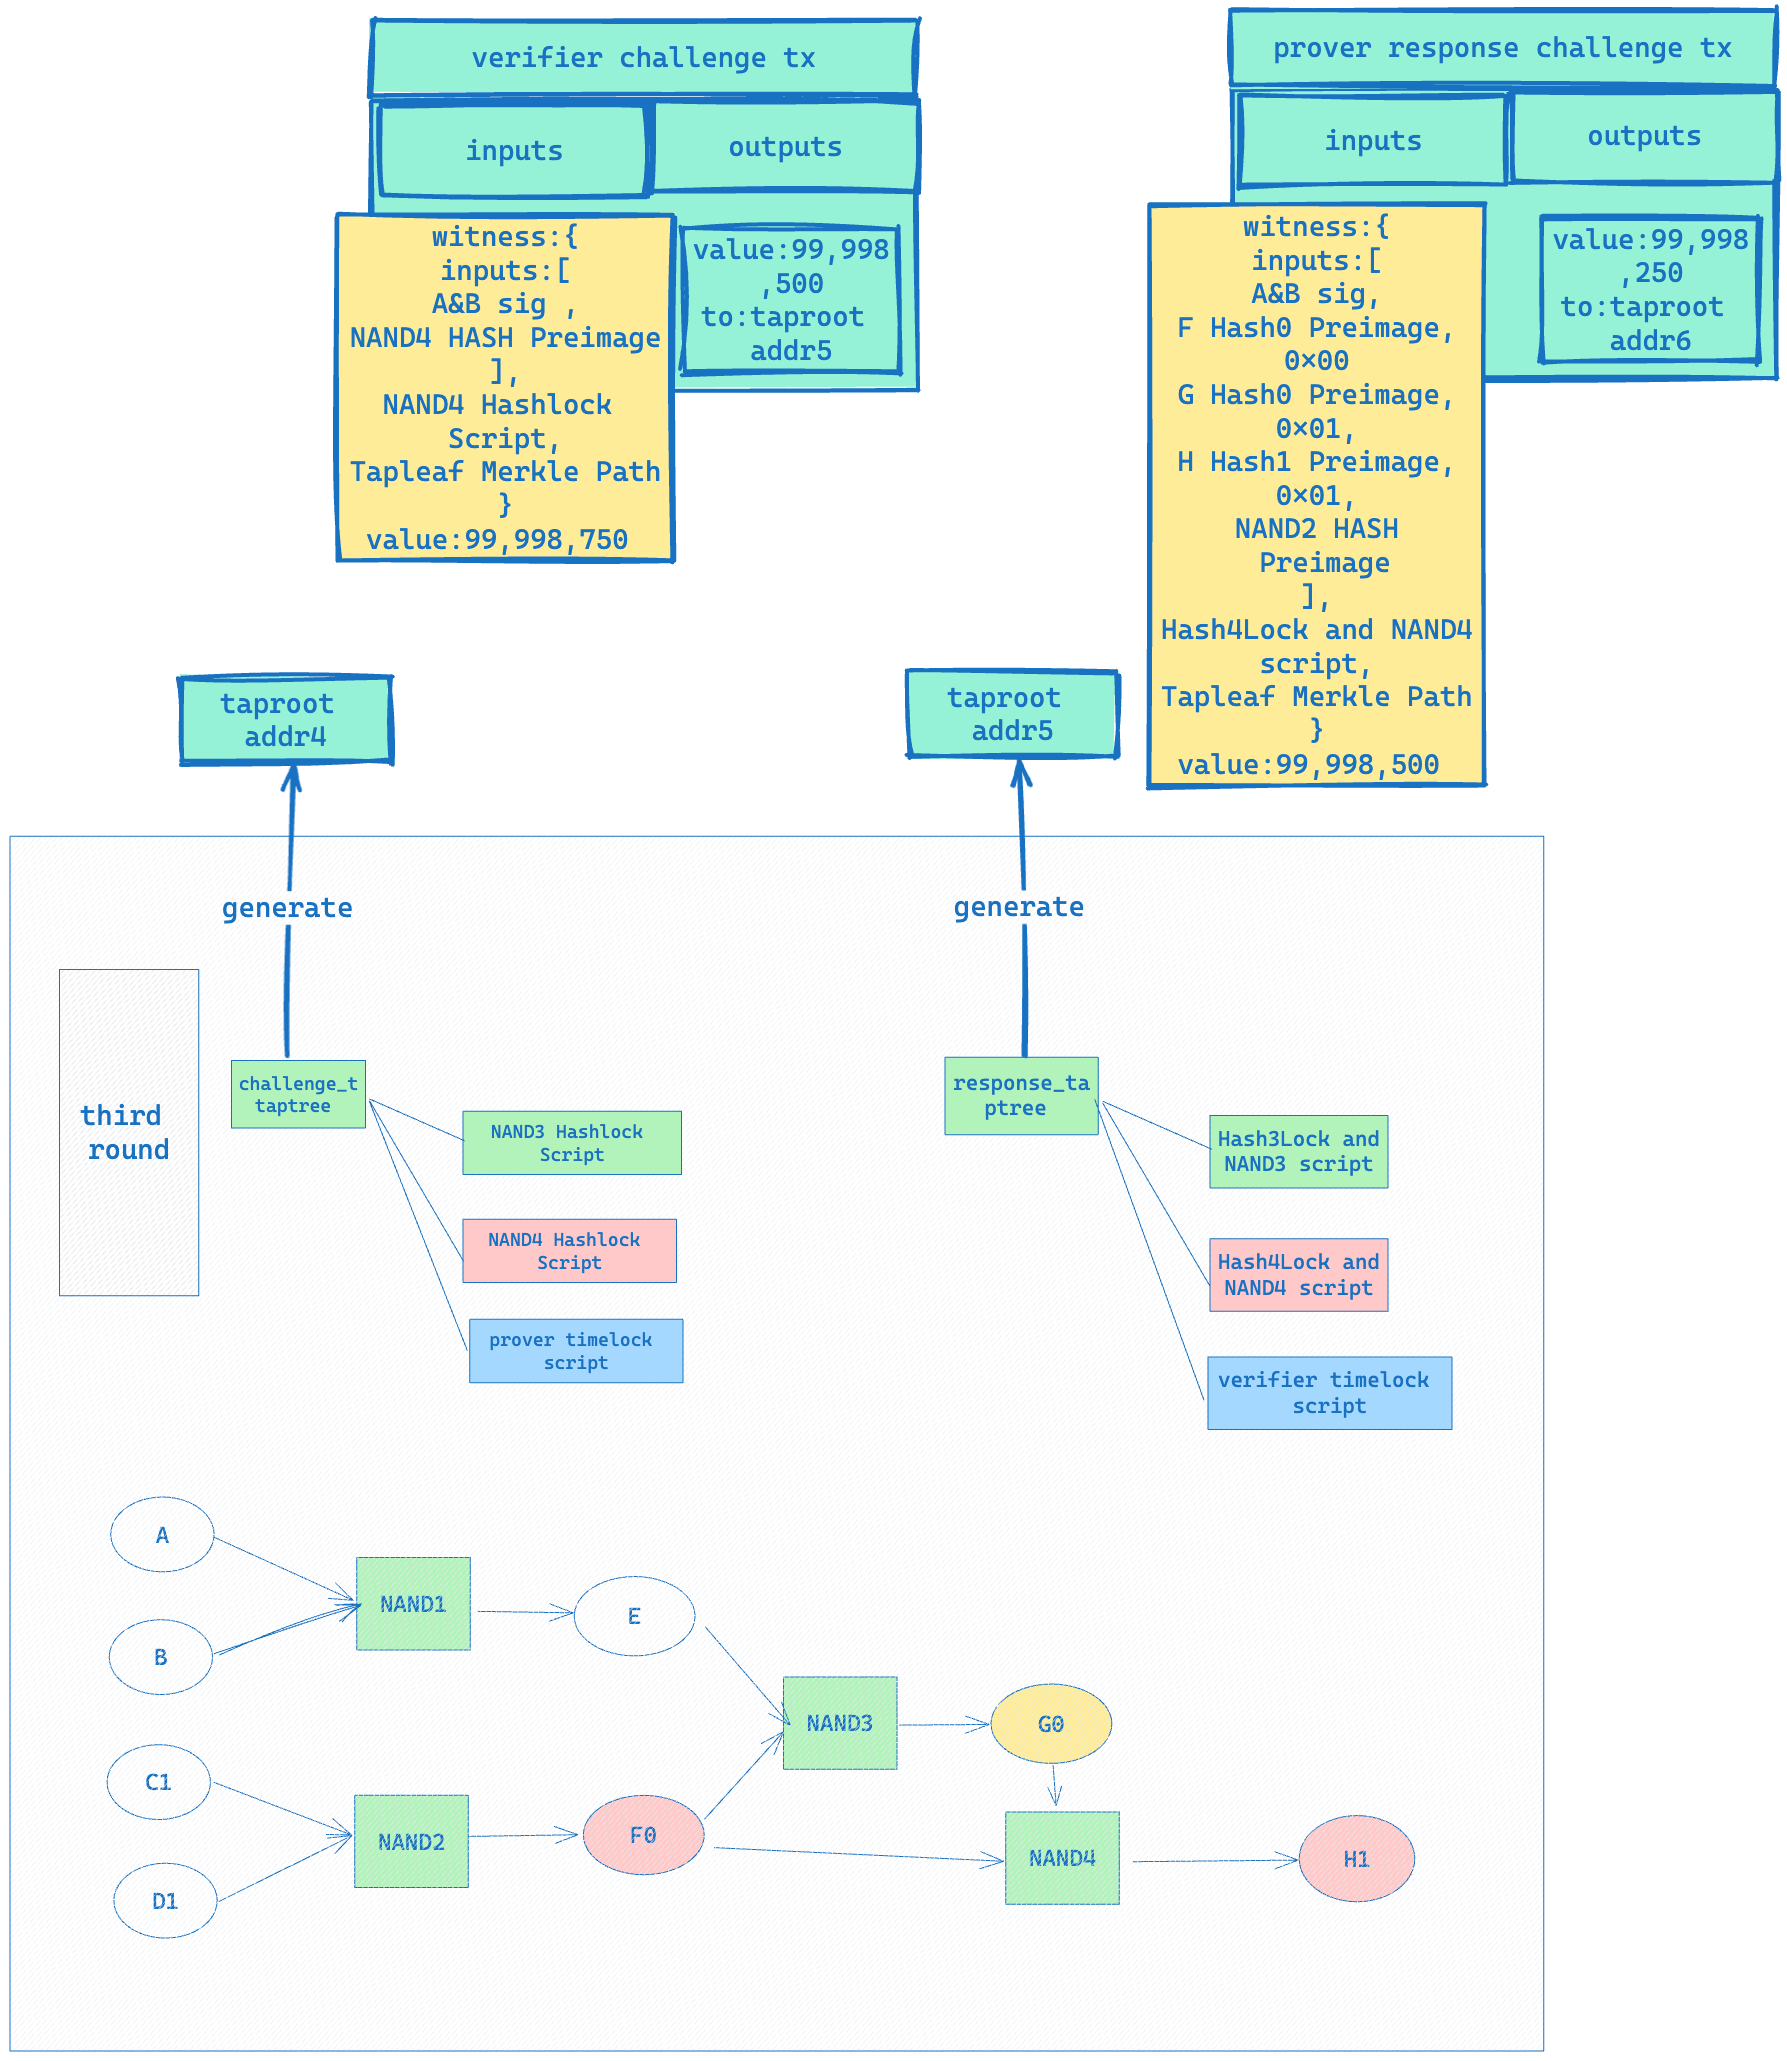 verifier challenge tx
inputs
outputs
witness:{
inputs:[
A&B sig ,
NAND4 HASH Preimage
],
NAND4 Hashlock
Script,
Tapleaf Merkle Path
}
value:99,998,750
value:99,998
,500
to:taproot
addr5
prover response challenge tx
inputs
outputs
witness:{
inputs:[
A&B sig,
F Hash0 Preimage,
0×00
G Hash0 Preimage,
0×01,
H Hash1 Preimage,
0×01,
NAND2 HASH
Preimage
],
Hash4Lock and NAND4
script,
Tapleaf Merkle Path
}
value:99,998,500
value:99,998
,250
to:taproot
addr6
taproot
addr4
taproot
addr5
generate
generate
third
round
challenge_t
taptree
NAND3 Hashlock
Script
NAND4 Hashlock
Script
prover timelock
script
response_ta
ptree
Hash3Lock and
NAND3 script
Hash4Lock and
NAND4 script
verifier timelock
script
A
B
NAND1
E
C1
D1
NAND2
F0
NAND3
G0
NAND4
H1